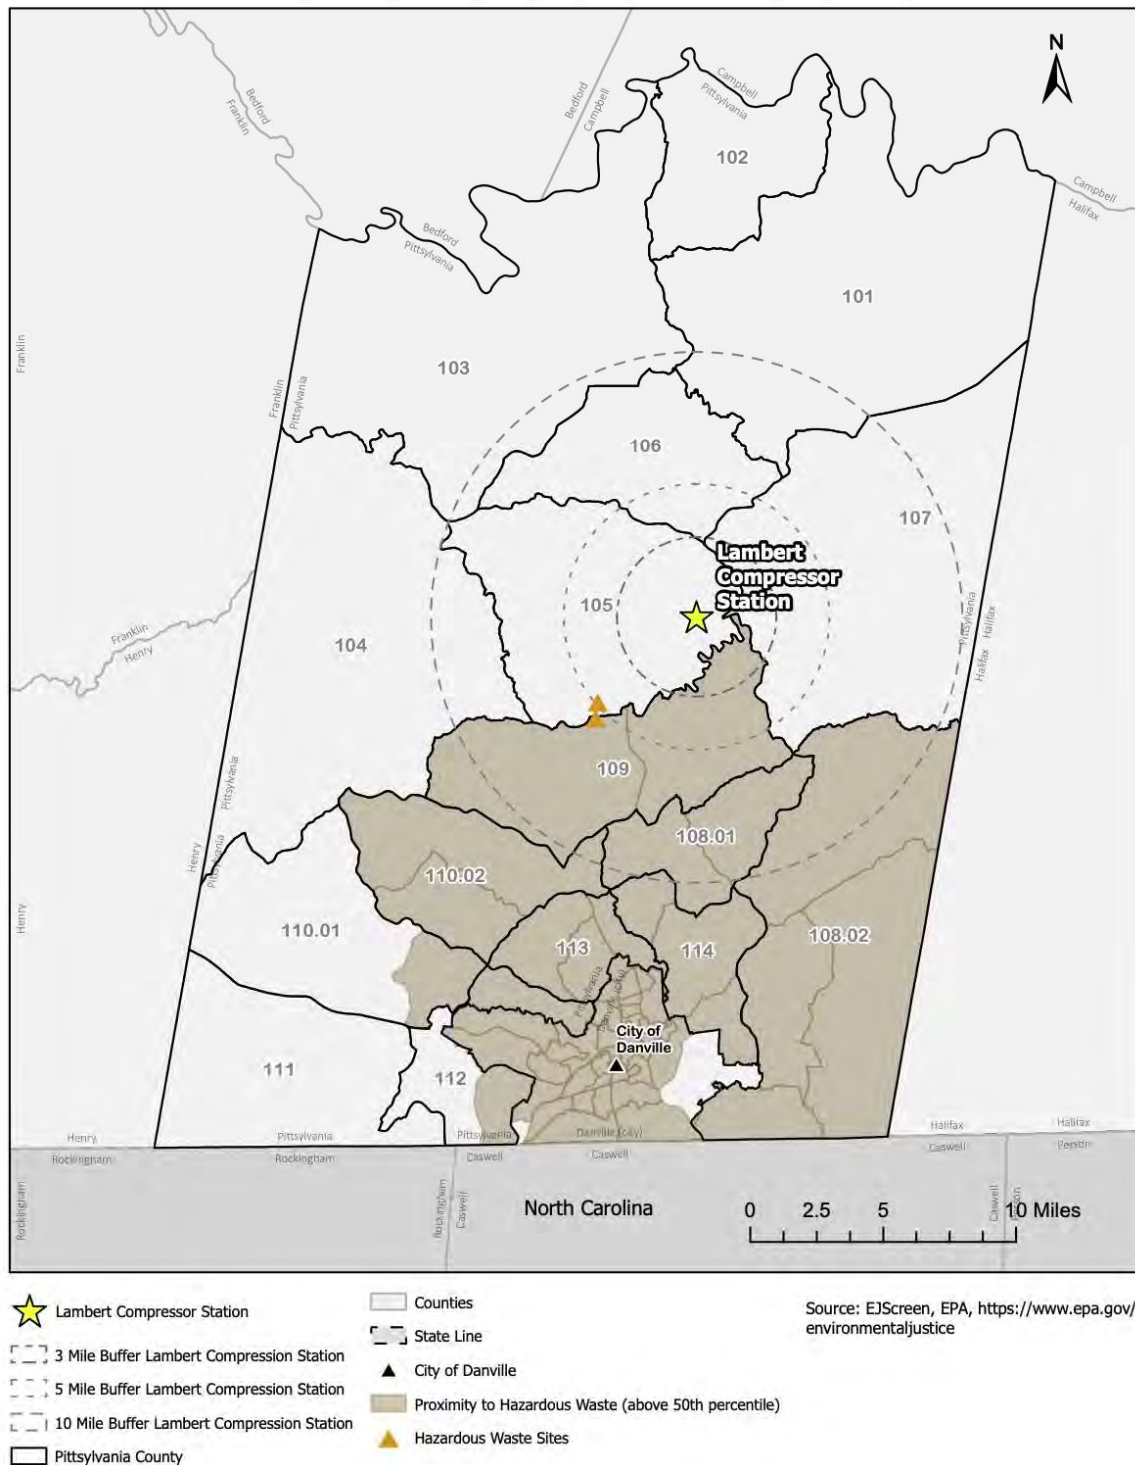 N
Campbell
Pittsylvania
Bedford
Franklin
Bedford
Campbell
102
Campbell
Halifax
Bedford
Pittsylvania
101
Franklin
103
Franklin
Pittsylvania
106
107
Lambert
Compressor
Station
105
Pittsylvania
Halifax
Halifax
Franklin
Henry
104
109
Pittsylvania
108.01
Henry
Pittsylvania
110.02
Henry
110.01
113
114
108.02
Pittsylvania
Danville (city)
City of
Danville
111
112
Henry
Pittsylvania
Pittsylvania
Danville (city)
Halifax
Halifax
Rockingham
Rockingham
Caswell
Caswell
Caswell
Person
Rockingham
Rockingham
Caswell
North Carolina
Caswell
0 2.5 5 10 Miles
Lambert Compressor Station
3 Mile Buffer Lambert Compression Station
5 Mile Buffer Lambert Compression Station
10 Mile Buffer Lambert Compression Station
Pittsylvania County
Counties
State Line
City of Danville
Proximity to Hazardous Waste (above 50th percentile)
Hazardous Waste Sites
Source: EJScreen, EPA, https://www.epa.gov/
environmentaljustice